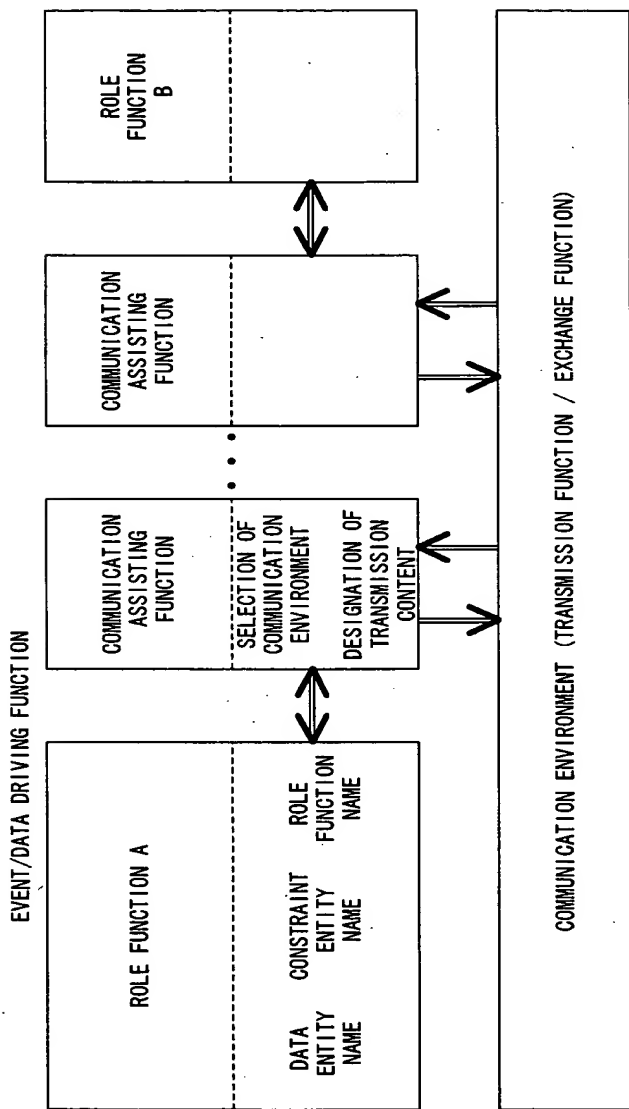 EVENT/DATA DRIVING FUNCTION
ROLE FUNCTION A
DATA
ENTITY
NAME
CONSTRAINT
ENTITY
NAME
ROLE
FUNCTION
NAME
COMMUNICATION
ASSISTING
FUNCTION
SELECTION OF
COMMUNICATION
ENVIRONMENT
DESIGNATION OF
TRANSMISSION
CONTENT
COMMUNICATION
ASSISTING
FUNCTION
ROLE
FUNCTION
B
COMMUNICATION ENVIRONMENT (TRANSMISSION FUNCTION / EXCHANGE FUNCTION)